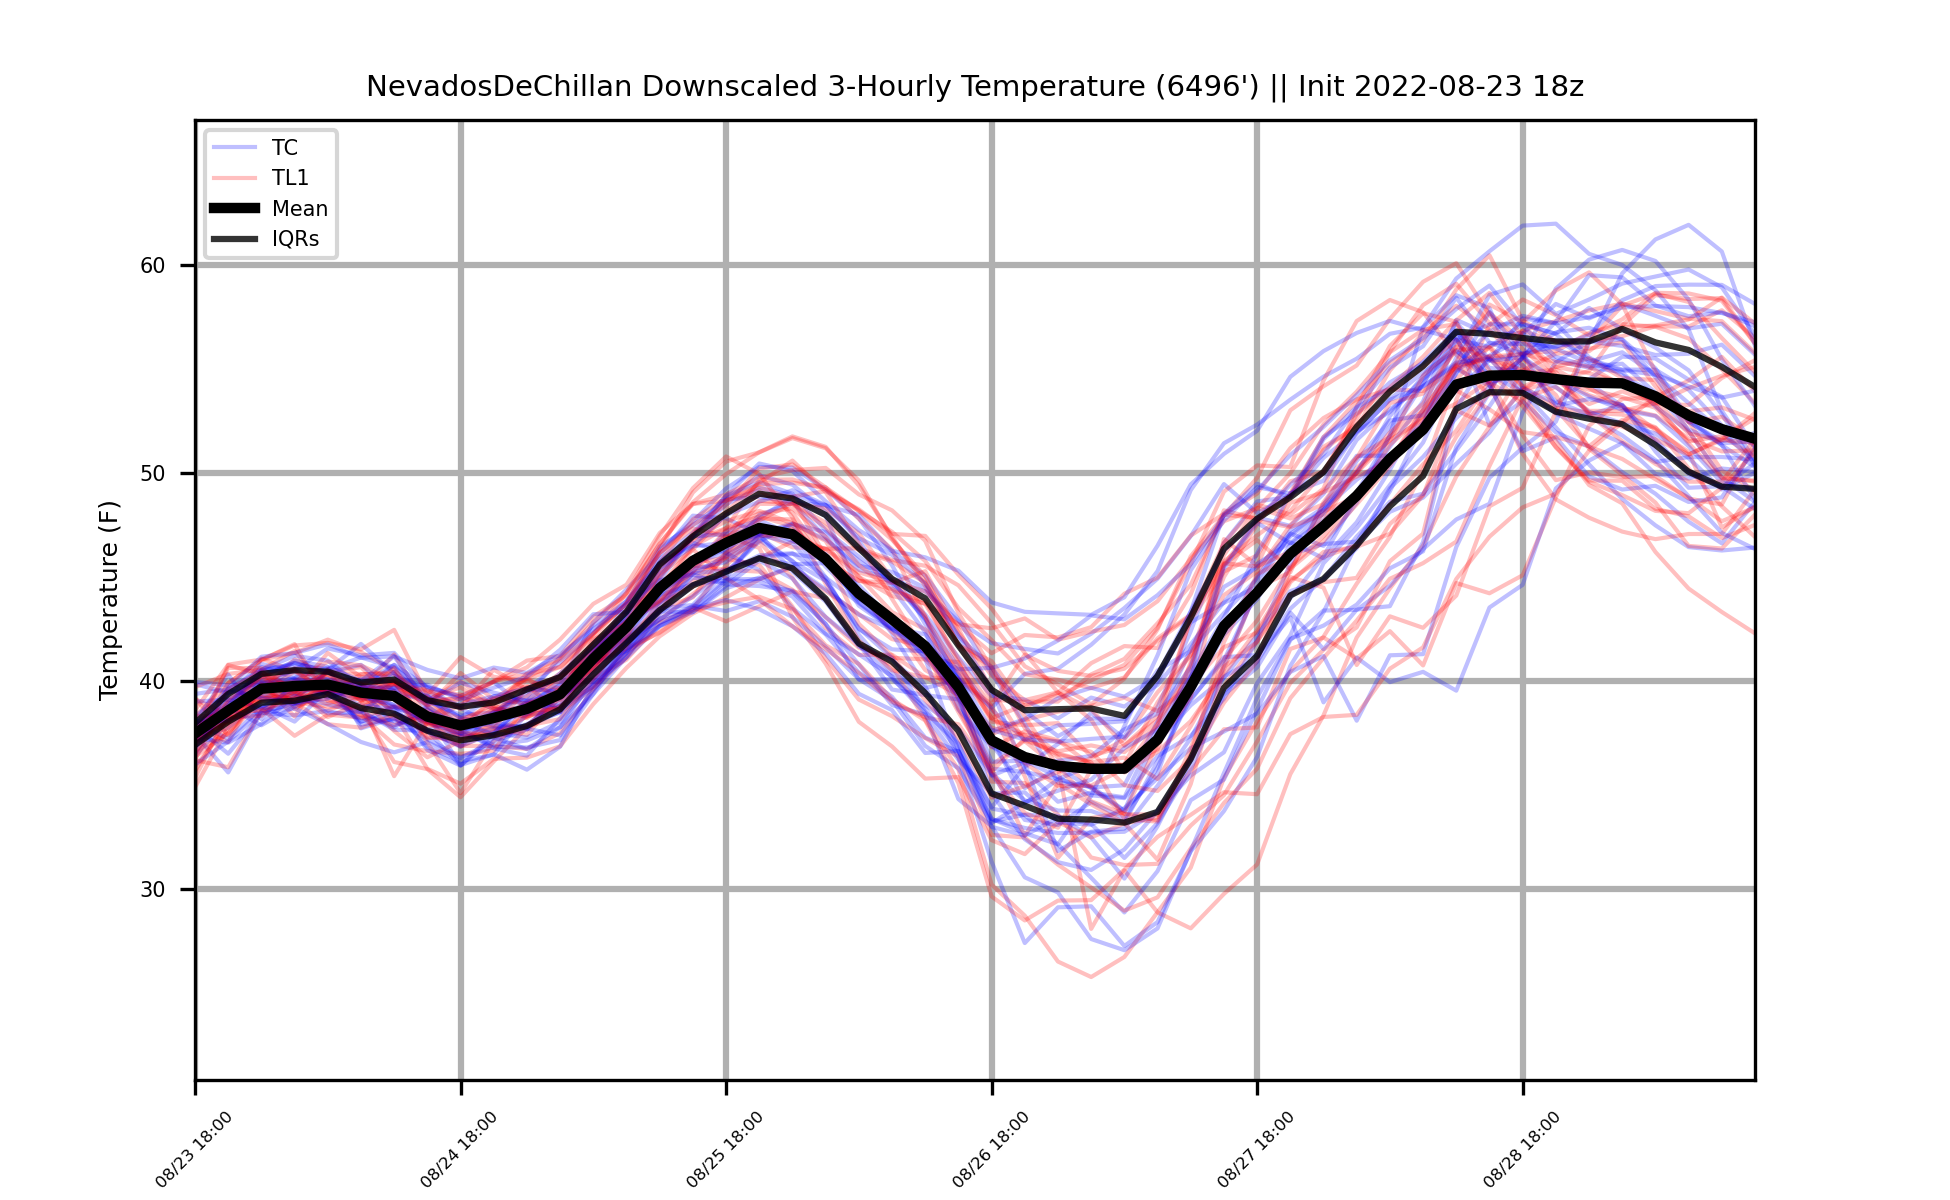 NevadosDeChillan Downscaled 3-Hourly Temperature (6496') || Init 2022-08-23 18z
TC
TL1
Mean
IQRs
Temperature (F)
60
50
40
30
08/23 18:00
08/24 18:00
08/25 18:00
08/26 18:00
08/27 18:00
08/28 18:00